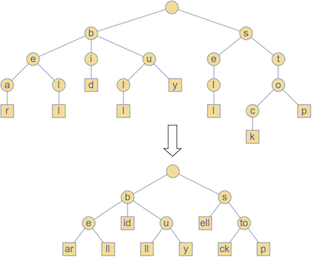 b s
e i u e t
a l d l y l o
r l l l c p
k
b s
e id u ell to
ar ll ll y ck p